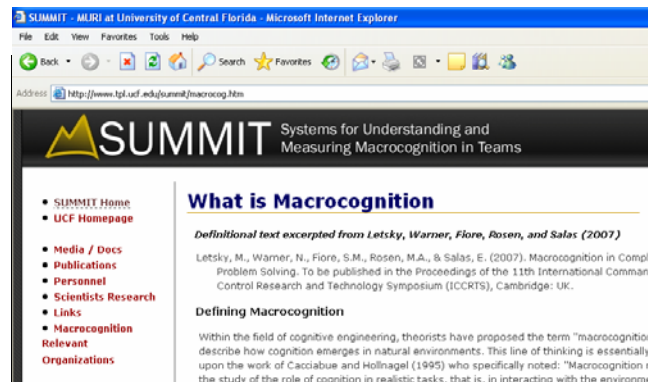 SUMMIT - MURI at University of Central Florida - Microsoft Internet Explorer
File Edit View Favorites Tools Help
Back Search Favorites
Address http://www.tpl.ucf.edu/summit/macrocog.htm
SUMMIT Systems for Understanding and
Measuring Macrocognition in Teams
SUMMIT Home
UCF Homepage
Media / Docs
Publications
Personnel
Scientists Research
Links
Macrocognition
Relevant
Organizations
What is Macrocognition
Definitional text excerpted from Letsky, Warner, Fiore, Rosen, and Salas (2007)
Letsky, M., Warner, N., Fiore, S.M., Rosen, M.A., & Salas, E. (2007). Macrocognition in Compl
Problem Solving. To be published in the Proceedings of the 11th International Comman
Control Research and Technology Symposium (ICCRTS), Cambridge: UK.
Defining Macrocognition
Within the field of cognitive engineering, theorists have proposed the term "macrocognition
describe how cognition emerges in natural environments. This line of thinking is essentially
upon the work of Cacciabue and Hollnagel (1995) who specifically noted: "Macrocognition
the study of the role of cognition in realistic tasks, that is, in interacting with the environme